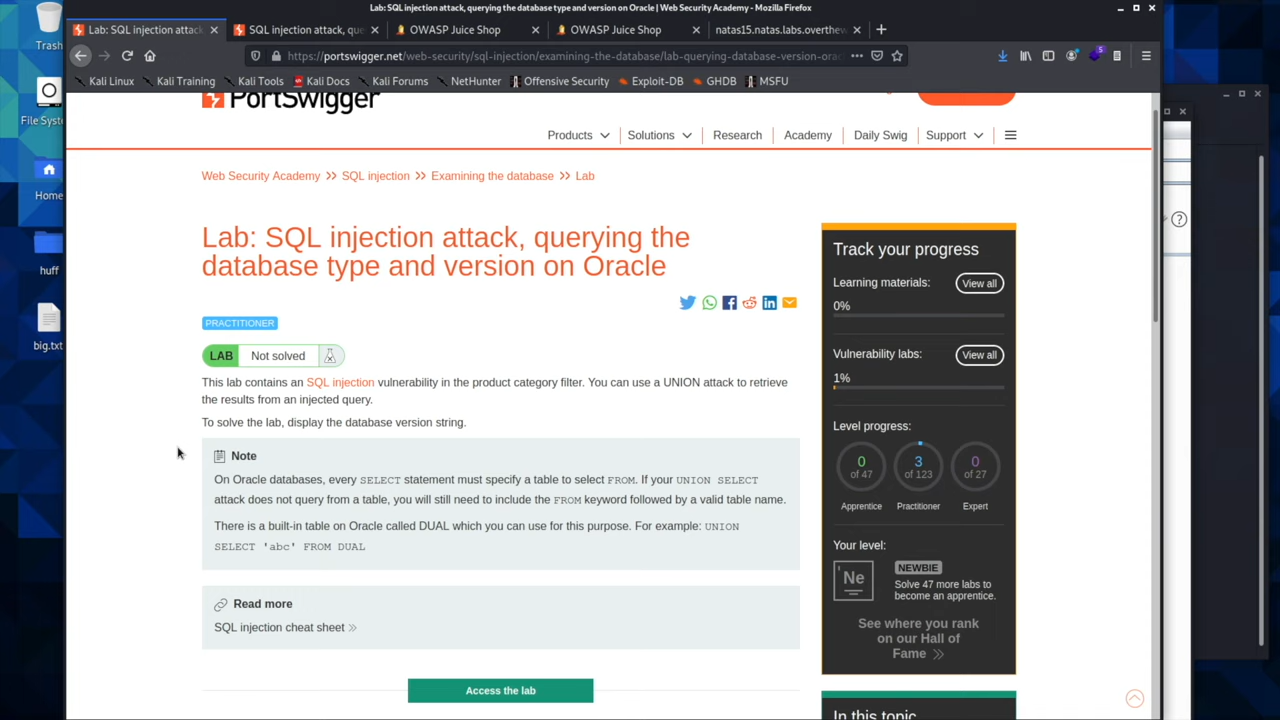 Lab: SQL injection attack, querying the database type and version on Oracle | Web Security Academy - Mozilla Firefox
Lab: SQL injection attack
SQL injection attack, que
OWASP Juice Shop
OWASP Juice Shop
natas15.natas.labs.overthew
https://portswigger.net/web-security/sql-injection/examining-the-database/lab-querying-database-version-orac
5
Kali Linux
Kali Training
Kali Tools
Kali Docs
Kali Forums
NetHunter
Offensive Security
Exploit-DB
GHDB
MSFU
Trash
File Syste
Home
huff
big.txt
PortSwigger
Products
Solutions
Research
Academy
Daily Swig
Support
Web Security Academy >> SQL injection >> Examining the database >> Lab
Lab: SQL injection attack, querying the
database type and version on Oracle
PRACTITIONER
LAB Not solved
This lab contains an SQL injection vulnerability in the product category filter. You can use a UNION attack to retrieve
the results from an injected query.
To solve the lab, display the database version string.
Note
On Oracle databases, every SELECT statement must specify a table to select FROM. If your UNION SELECT
attack does not query from a table, you will still need to include the FROM keyword followed by a valid table name.
There is a built-in table on Oracle called DUAL which you can use for this purpose. For example: UNION
SELECT 'abc' FROM DUAL
Read more
SQL injection cheat sheet >>
Access the lab
Track your progress
Learning materials: View all
0%
Vulnerability labs: View all
1%
Level progress:
0 of 47
3 of 123
0 of 27
Apprentice Practitioner Expert
Your level:
Ne
NEWBIE
Solve 47 more labs to
become an apprentice.
See where you rank
on our Hall of
Fame >>
In this topic